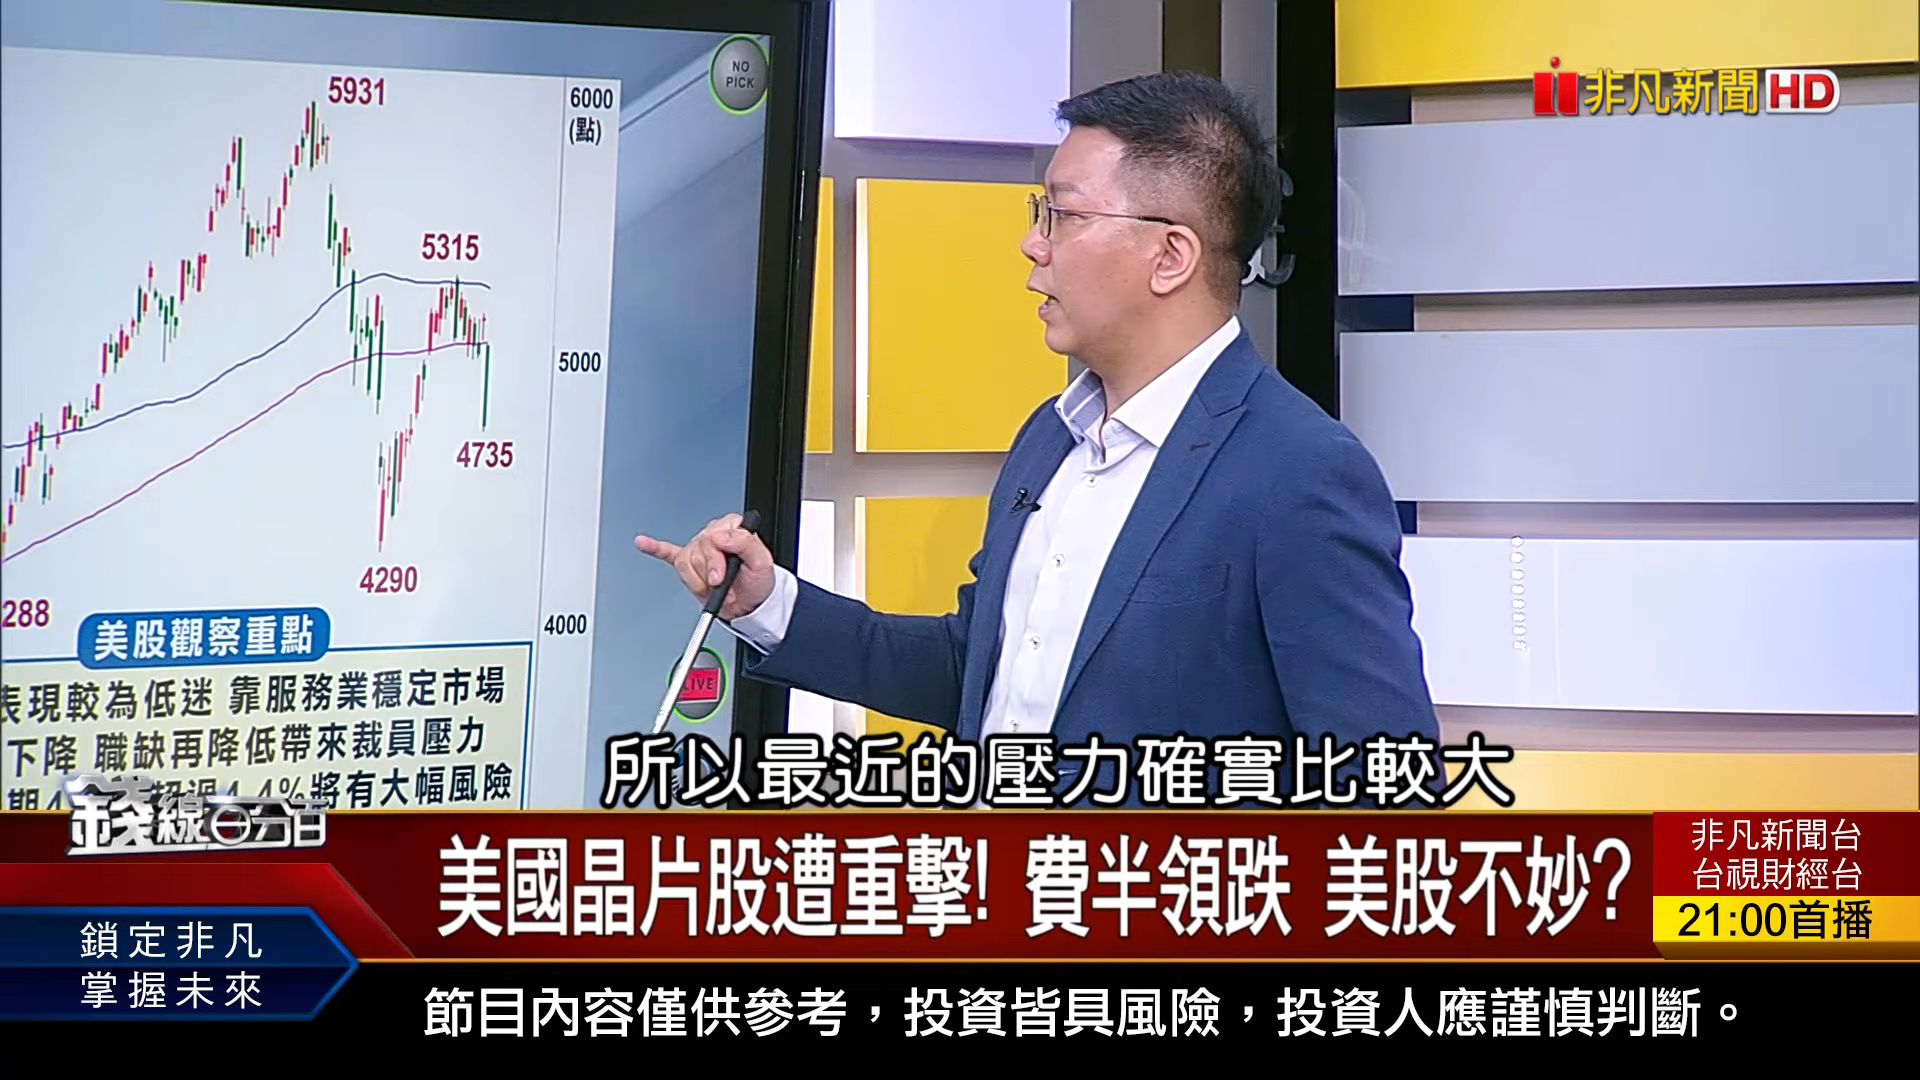 非凡新聞HD
NO
PICK
5931
6000
(點)
5315
5000
4735
4290
4000
288
美股觀察重點
表現較為低迷 靠服務業穩定市場
下降 職缺再降低帶來裁員壓力
4.4%將有大幅風險
LIVE
所以最近的壓力確實比較大
錢線百分百
美國晶片股遭重擊! 費半領跌 美股不妙?
非凡新聞台
台視財經台
21:00首播
鎖定非凡
掌握未來
節目內容僅供參考，投資皆具風險，投資人應謹慎判斷。